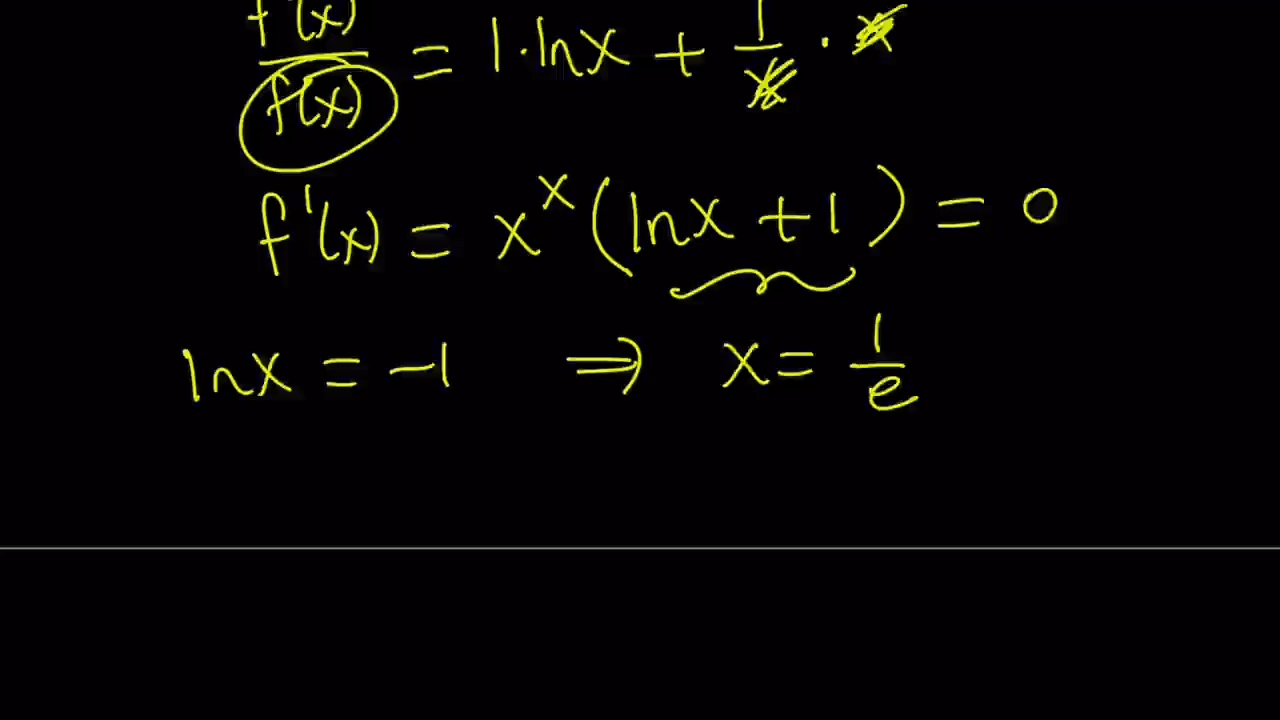 f'(x)/f(x) = 1·lnx + 1/x · x
f'(x) = x^x (lnx + 1) = 0
lnx = -1 ⇒ x = 1/e